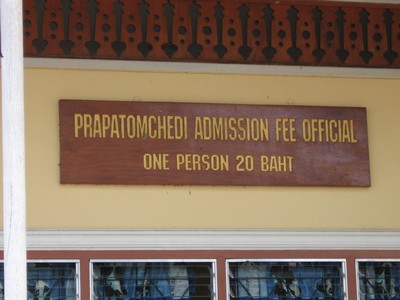 PRAPATOMCHEDI ADMISSION FEE OFFICIAL
ONE PERSON 20 BAHT